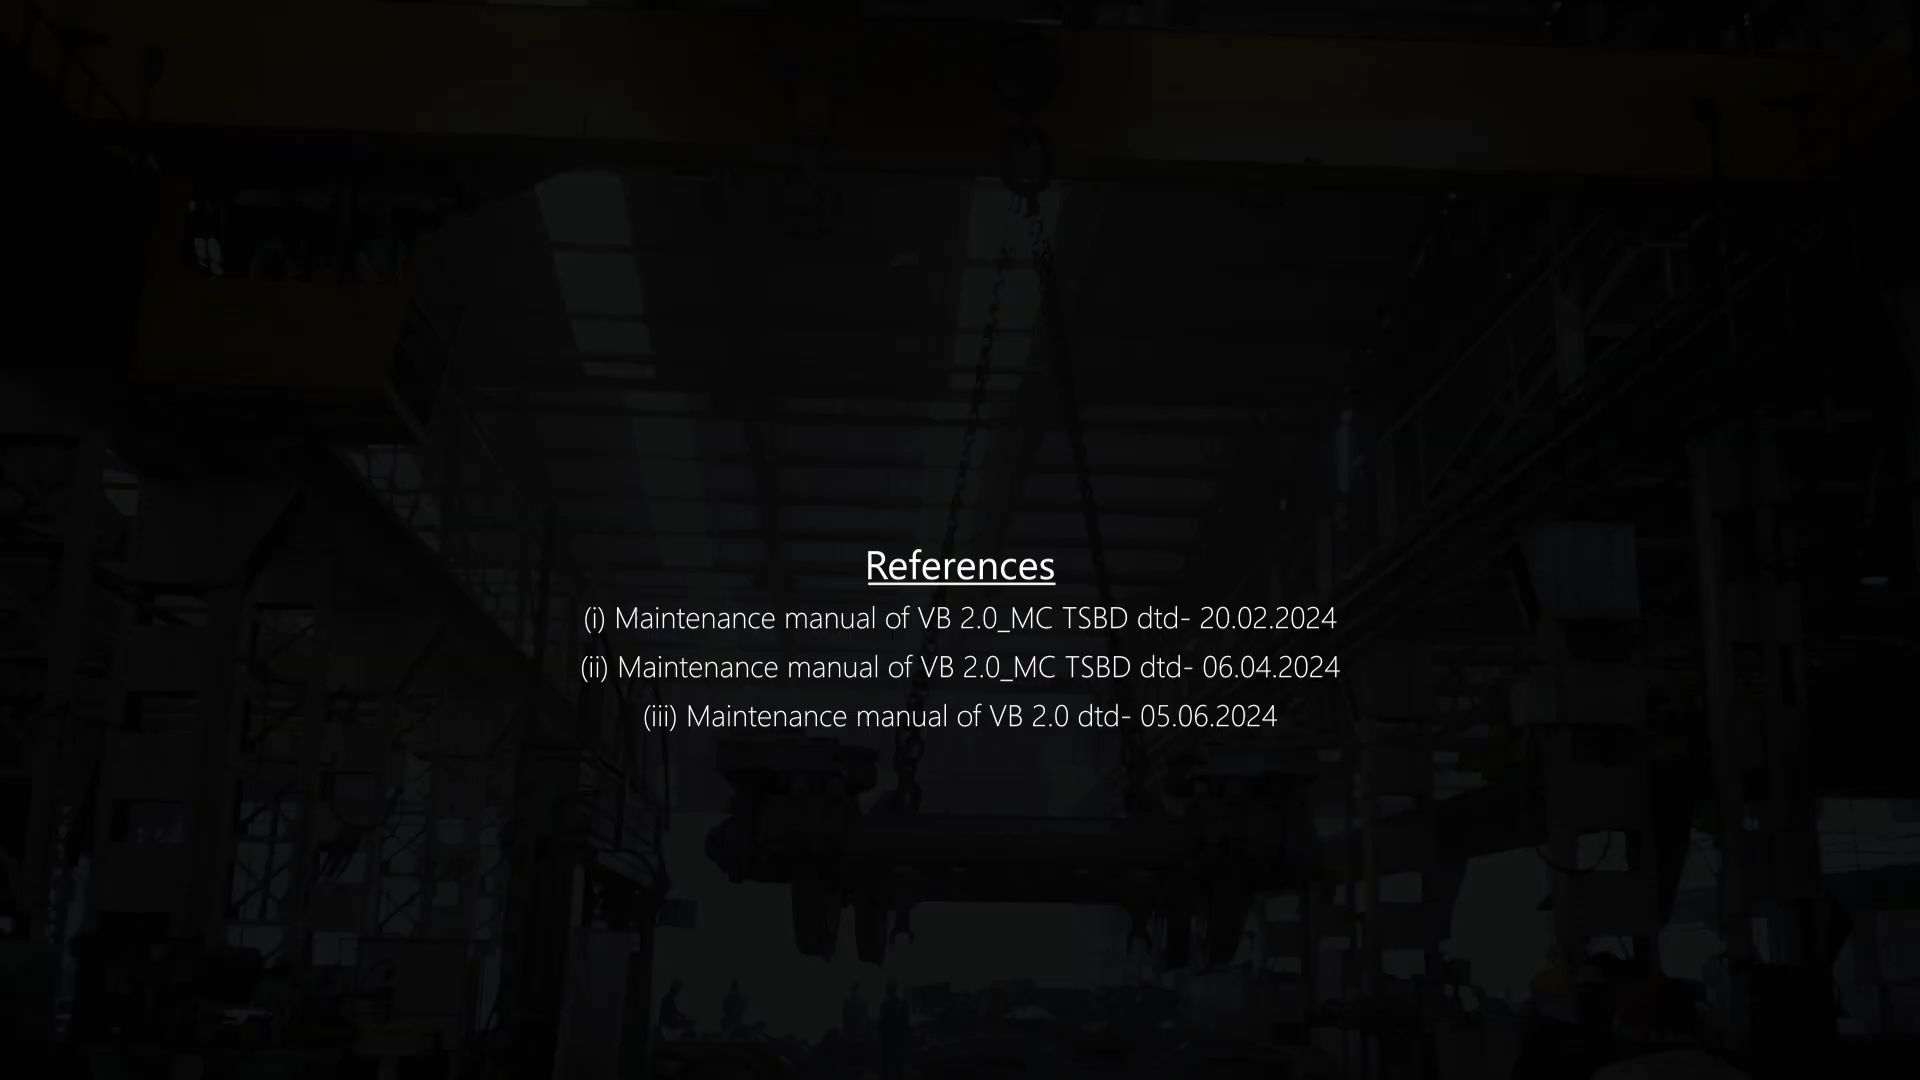 References
(i) Maintenance manual of VB 2.0_MC TSBD dtd- 20.02.2024
(ii) Maintenance manual of VB 2.0_MC TSBD dtd- 06.04.2024
(iii) Maintenance manual of VB 2.0 dtd- 05.06.2024